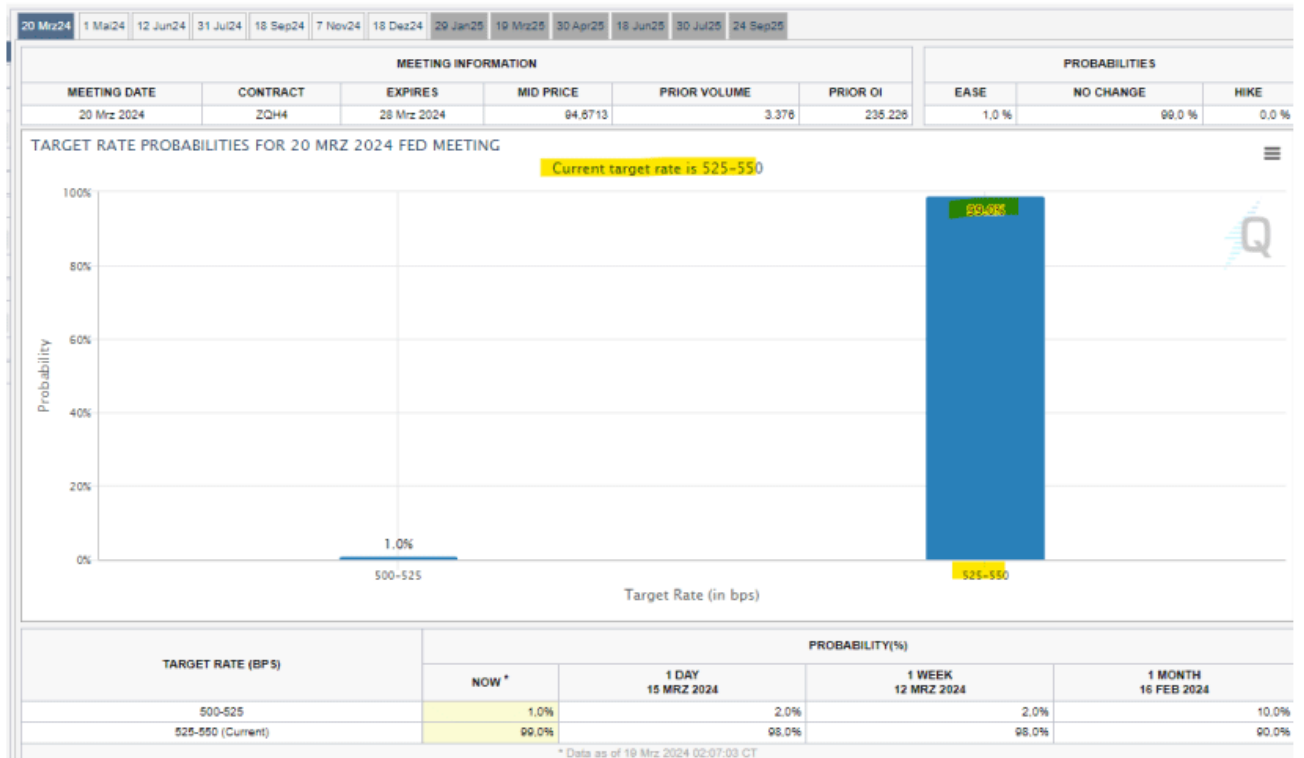 20 Mrz24 1 Mai24 12 Jun24 31 Jul24 18 Sep24 7 Nov24 18 Dez24 29 Jan25 19 Mrz25 30 Apr25 18 Jun25 30 Jul25 24 Sep25
MEETING INFORMATION PROBABILITIES
MEETING DATE CONTRACT EXPIRES MID PRICE PRIOR VOLUME PRIOR OI EASE NO CHANGE HIKE
20 Mrz 2024 ZQH4 28 Mrz 2024 94.6713 3.376 235.226 1,0 % 99,0 % 0,0 %
TARGET RATE PROBABILITIES FOR 20 MRZ 2024 FED MEETING
Current target rate is 525-550
100%
80%
60%
40%
20%
0%
Probability
99.0%
Q
1.0%
500-525 525-550
Target Rate (in bps)
TARGET RATE (BPS) PROBABILITY(%)
NOW * 1 DAY 15 MRZ 2024 1 WEEK 12 MRZ 2024 1 MONTH 16 FEB 2024
500-525 1,0% 2,0% 2,0% 10,0%
525-550 (Current) 99,0% 98,0% 98,0% 90,0%
* Data as of 19 Mrz 2024 02:07:03 CT